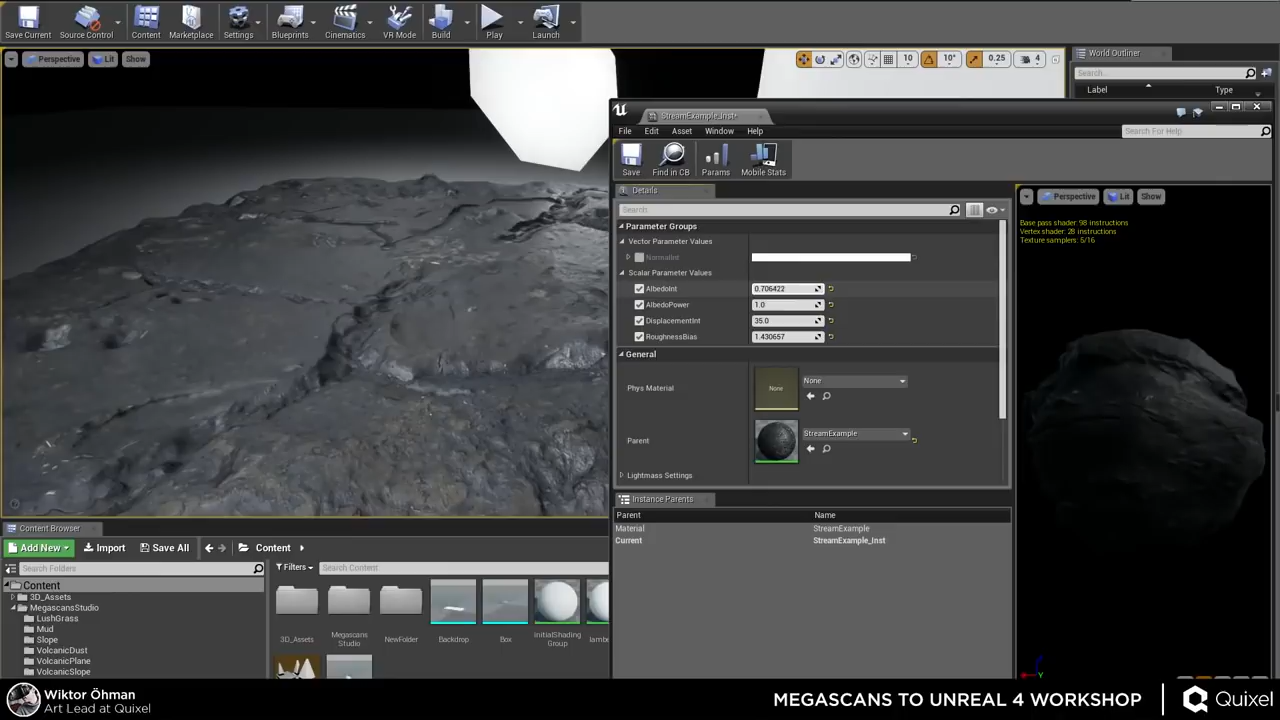 Save Current
Source Control
Content
Marketplace
Settings
Blueprints
Cinematics
VR Mode
Build
Play
Launch
Perspective
Lit
Show
10
10°
0.25
4
World Outliner
Search...
Label
Type
StreamExample_Inst*
File Edit Asset Window Help
Search For Help
Save
Find in CB
Params
Mobile Stats
Details
Search
Parameter Groups
Vector Parameter Values
NormalInt
Scalar Parameter Values
AlbedoInt 0.706422
AlbedoPower 1.0
DisplacementInt 35.0
RoughnessBias 1.430657
General
Phys Material
None
None
Parent
StreamExample
Lightmass Settings
Perspective
Lit
Show
Base pass shader: 98 instructions
Vertex shader: 28 instructions
Texture samplers: 5/16
Y
Instance Parents
Parent Name
Material StreamExample
Current StreamExample_Inst
Content Browser
Add New
Import
Save All
Content
Search Folders
Filters
Search Content
Content
3D_Assets
MegascansStudio
LushGrass
Mud
Slope
VolcanicDust
VolcanicPlane
VolcanicSlope
3D_Assets
Megascans
Studio
NewFolder
Backdrop
Box
initialShading
Group
lambe
Wiktor Öhman
Art Lead at Quixel
MEGASCANS TO UNREAL 4 WORKSHOP
Quixel